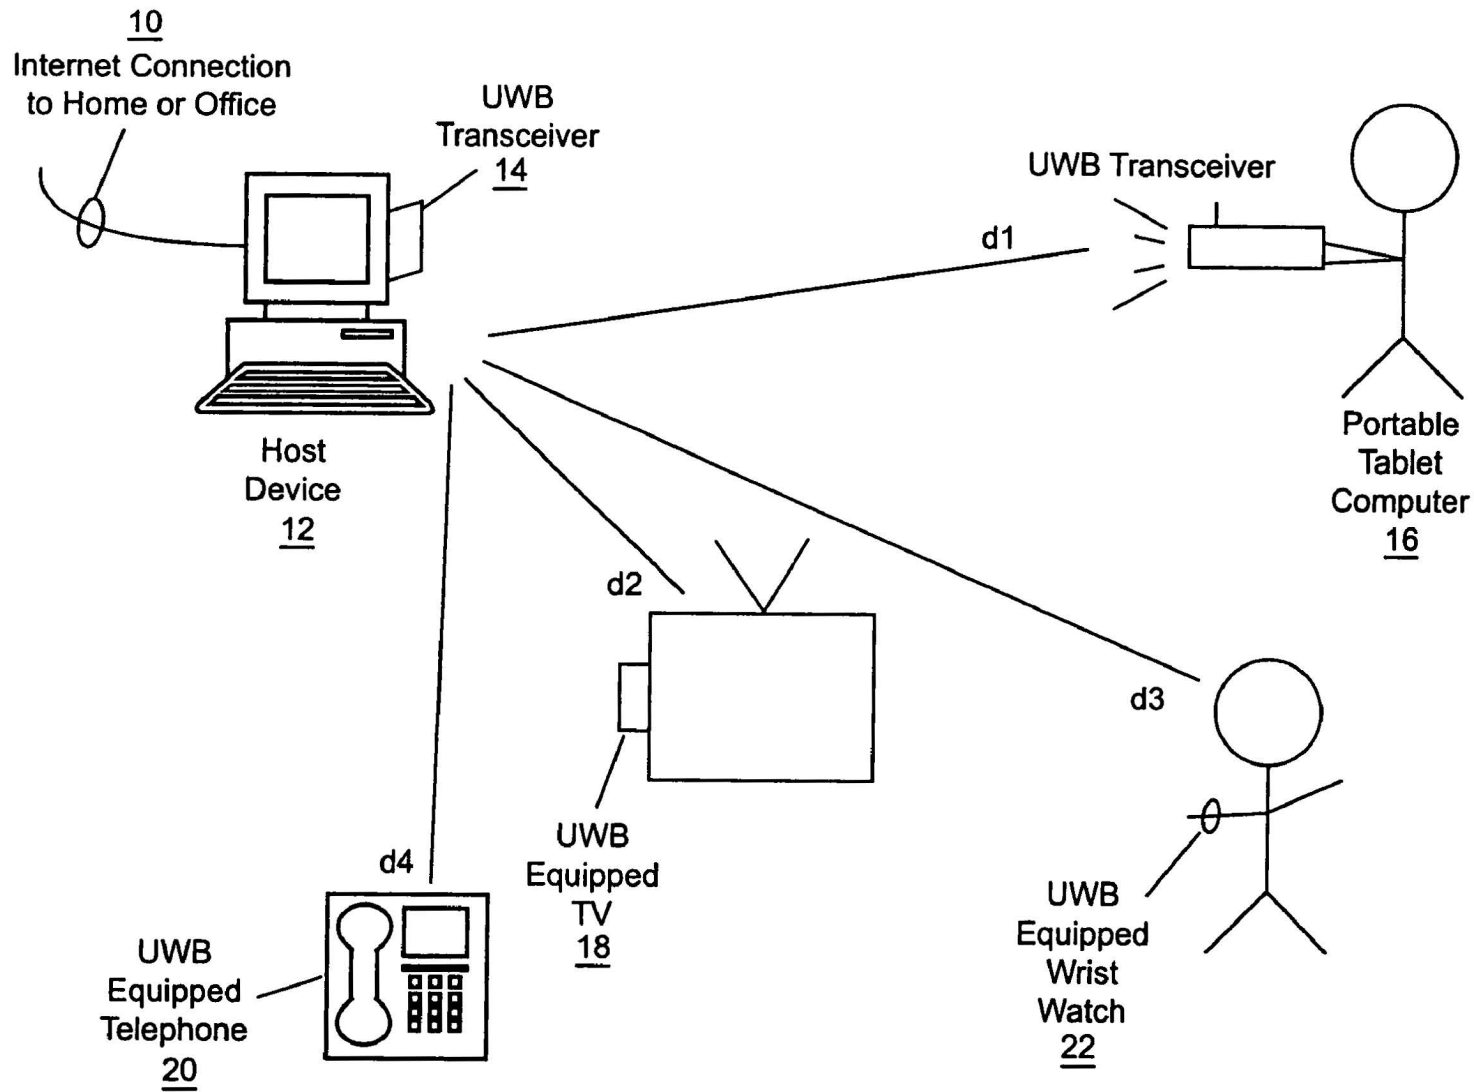 10
Internet Connection
to Home or Office
UWB
Transceiver
14
UWB Transceiver
d1
Host
Device
12
Portable
Tablet
Computer
16
d2
d3
UWB
Equipped
TV
18
d4
UWB
Equipped
Telephone
20
UWB
Equipped
Wrist
Watch
22